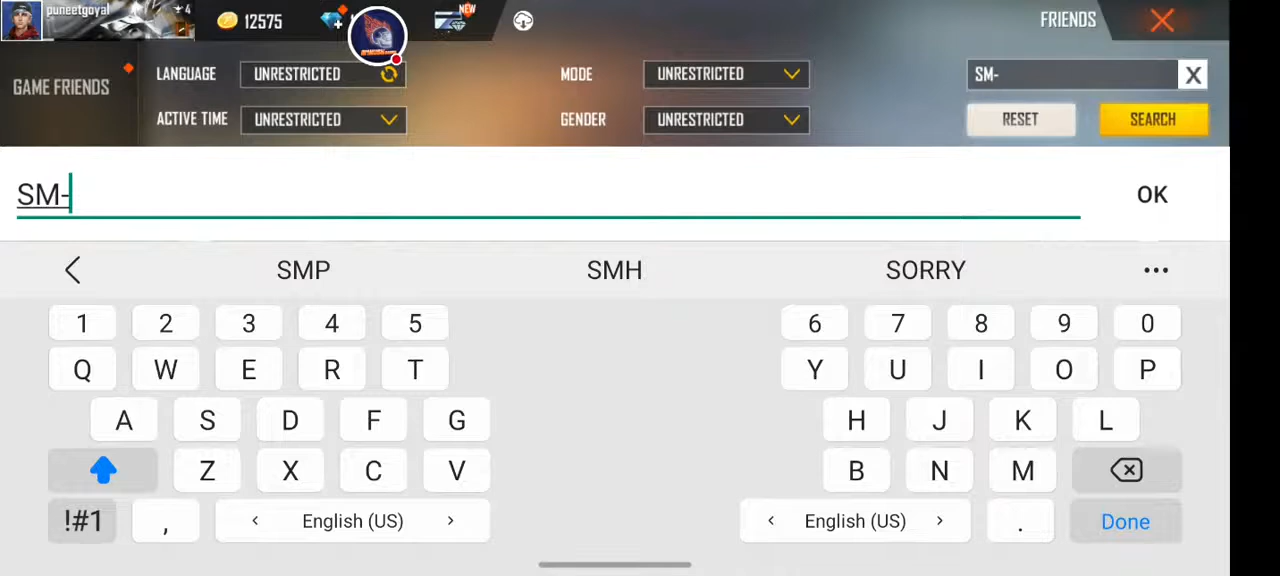 puneetgoyal
4
12575
NEW
FRIENDS
GAME FRIENDS
LANGUAGE UNRESTRICTED
MODE UNRESTRICTED
SM- X
ACTIVE TIME UNRESTRICTED
GENDER UNRESTRICTED
RESET SEARCH
SM- OK
SMP SMH SORRY
1 2 3 4 5 6 7 8 9 0
Q W E R T Y U I O P
A S D F G H J K L
Z X C V B N M
!#1 , < English (US) > < English (US) > . Done